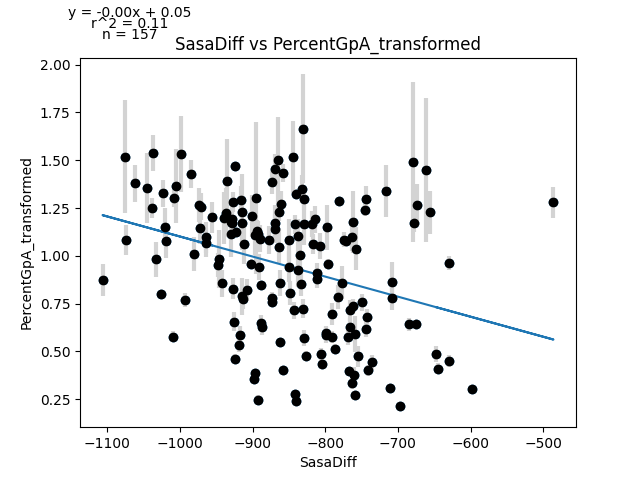 y = -0.00x + 0.05
r^2 = 0.11
n = 157
SasaDiff vs PercentGpA_transformed
2.00
1.75
1.50
1.25
1.00
0.75
0.50
0.25
PercentGpA_transformed
−1100 −1000 −900 −800 −700 −600 −500
SasaDiff